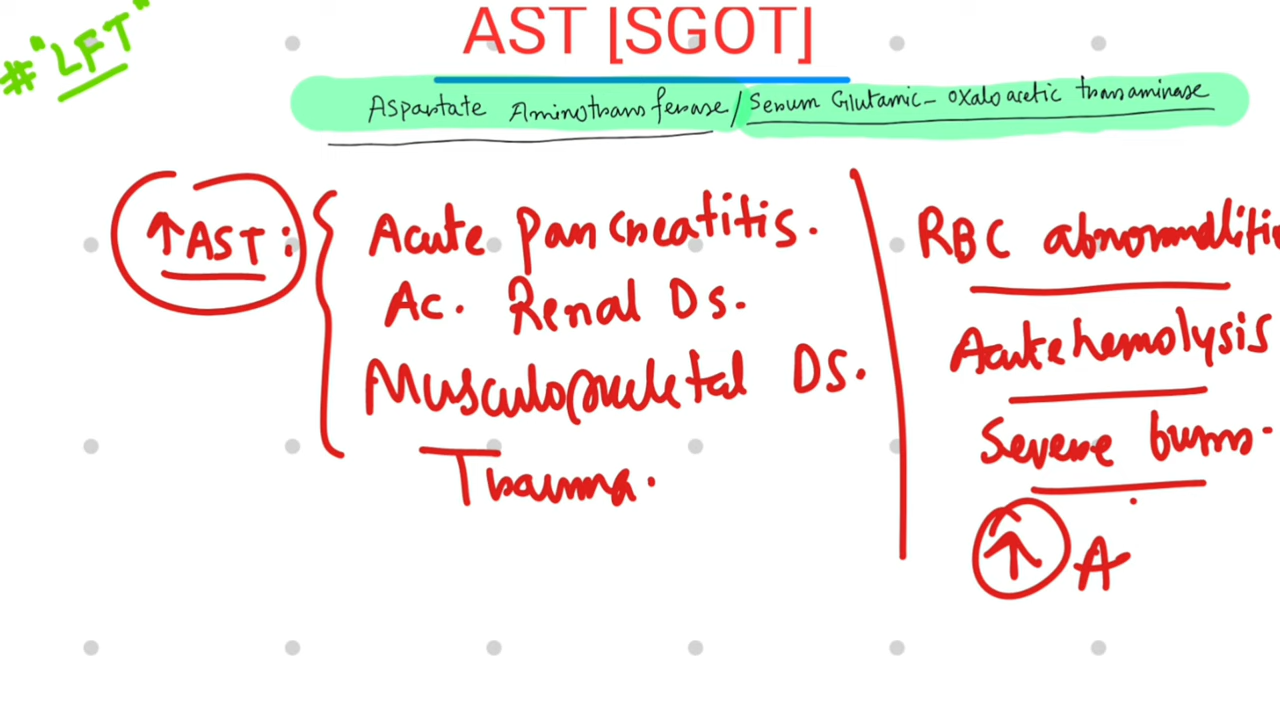 # "LFT"
AST [SGOT]
Aspartate Aminotransferase / Serum Glutamic-oxaloacetic transaminase
↑ AST:
Acute pancreatitis.
Ac. Renal Ds.
Musculoskeletal Ds.
Trauma.
RBC abnormalitie
Acute hemolysis
Severe burns.
↑ A